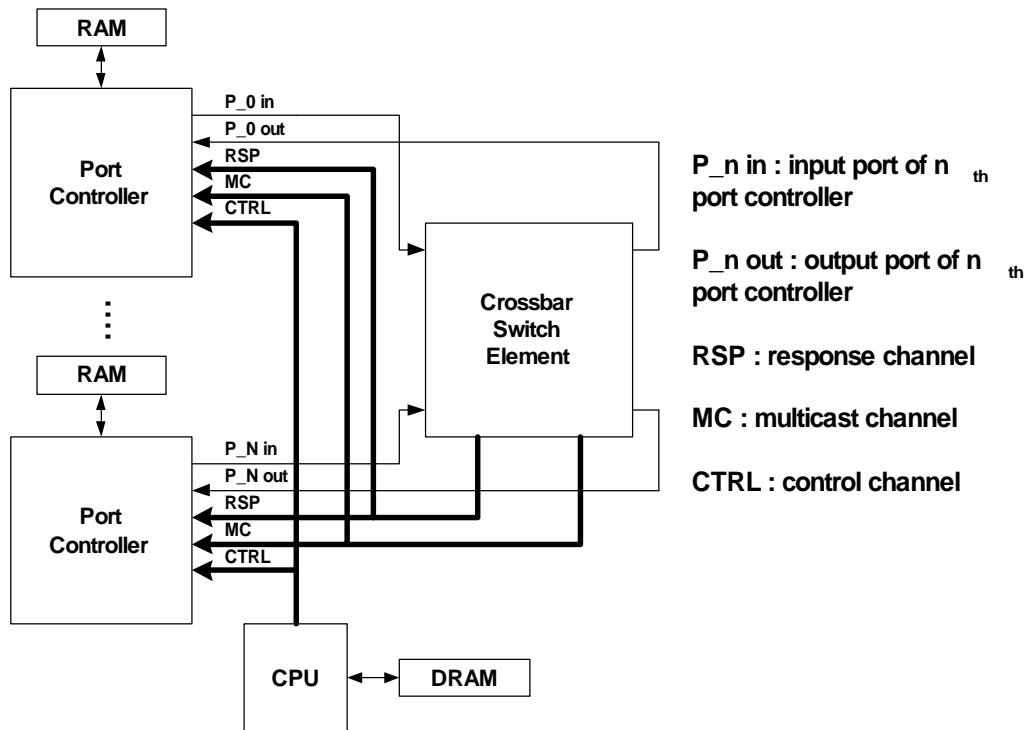 RAM
P_0 in
P_0 out
RSP
MC
CTRL
Port
Controller
RAM
P_N in
P_N out
RSP
MC
CTRL
Port
Controller
Crossbar
Switch
Element
CPU
DRAM
P_n in : input port of n th
port controller
P_n out : output port of n th
port controller
RSP : response channel
MC : multicast channel
CTRL : control channel